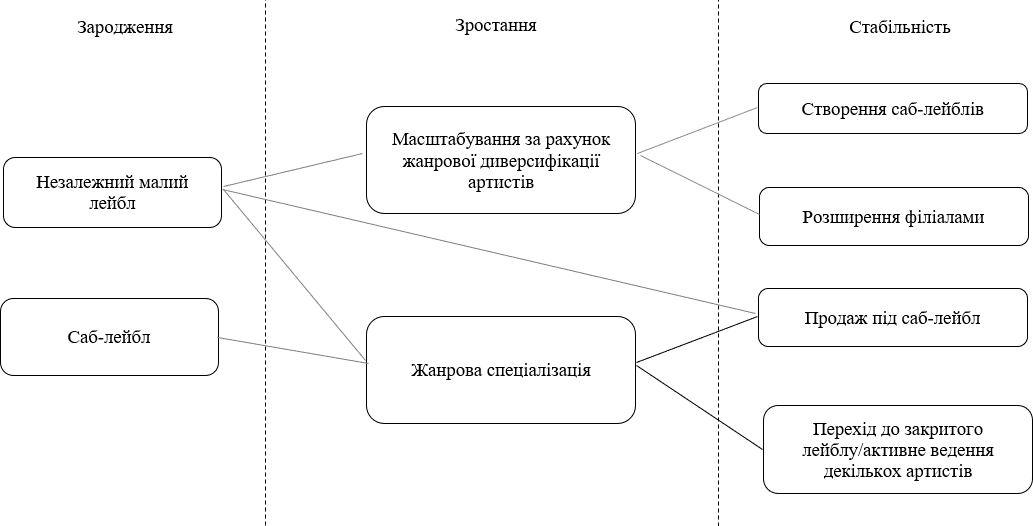 Зародження
Зростання
Стабільність
Незалежний малий
лейбл
Саб-лейбл
Масштабування за рахунок
жанрової диверсифікації
артистів
Жанрова спеціалізація
Створення саб-лейблів
Розширення філіалами
Продаж під саб-лейбл
Перехід до закритого
лейблу/активне ведення
декількох артистів